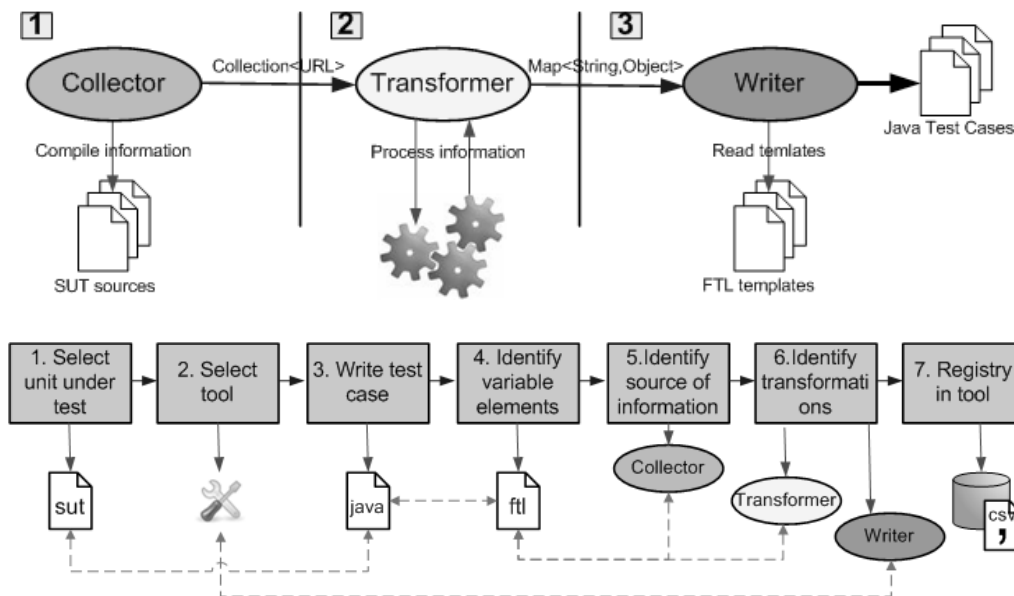 1
2
3
Collector
Collection<URL>
Transformer
Map<String,Object>
Writer
Java Test Cases
Compile information
Process information
Read temlates
SUT sources
FTL templates
1. Select
unit under
test
2. Select
tool
3. Write test
case
4. Identify
variable
elements
5.Identify
source of
information
6.Identify
transformati
ons
7. Registry
in tool
sut
java
ftl
Collector
Transformer
Writer
csv
,